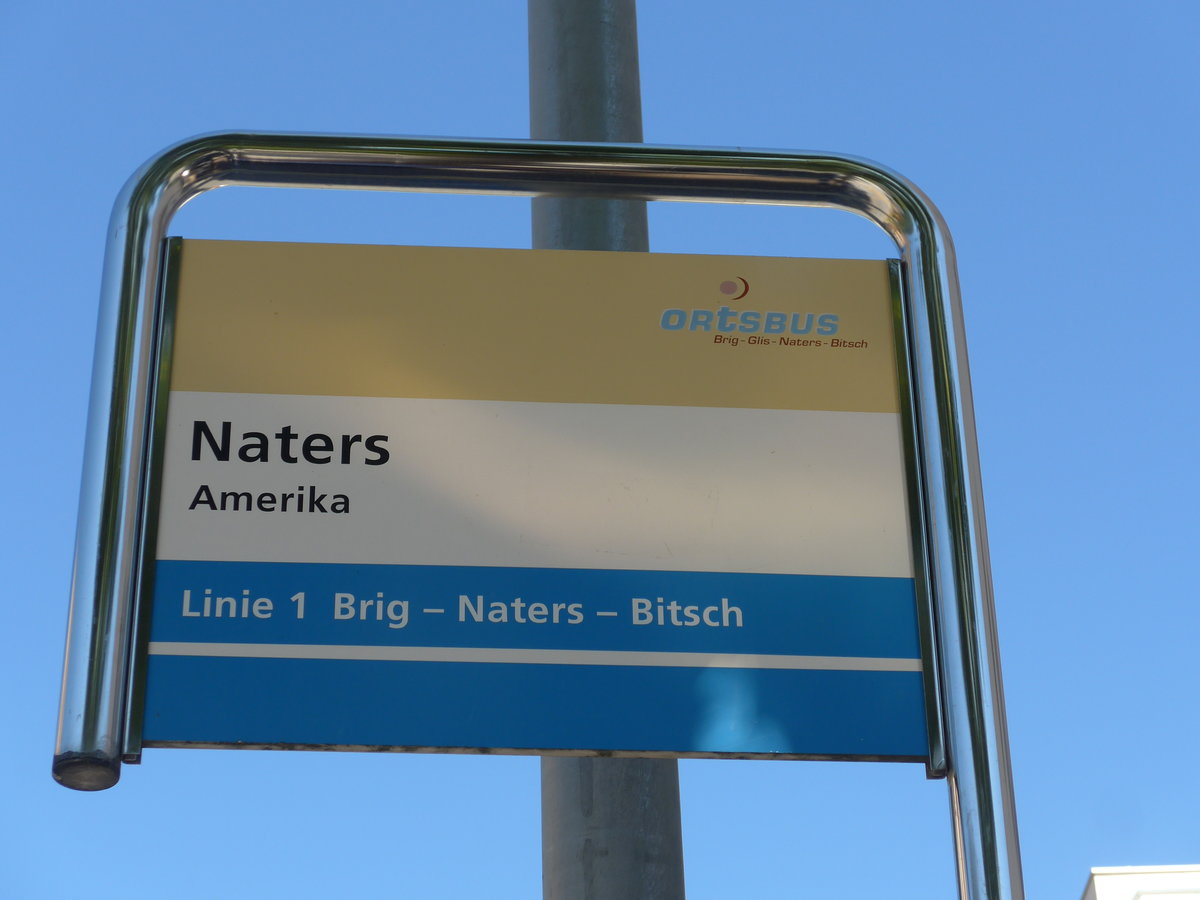 ORtSBUS
Brig - Glis - Naters - Bitsch
Naters
Amerika
Linie 1 Brig – Naters – Bitsch